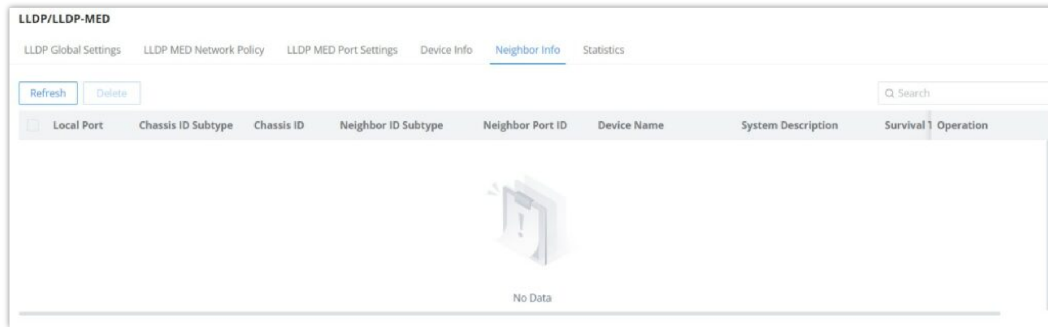 LLDP/LLDP-MED
LLDP Global Settings LLDP MED Network Policy LLDP MED Port Settings Device Info Neighbor Info Statistics
Refresh Delete Search
Local Port Chassis ID Subtype Chassis ID Neighbor ID Subtype Neighbor Port ID Device Name System Description Survival Operation
No Data